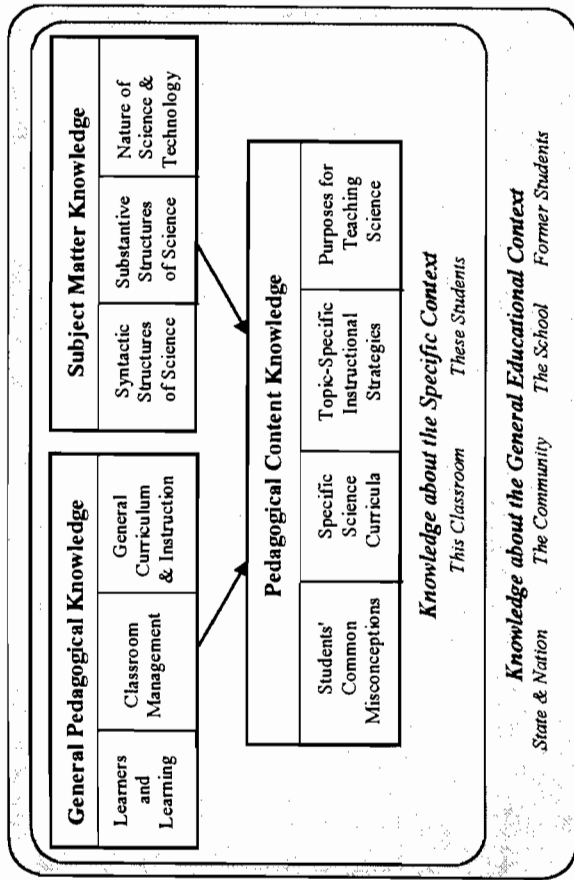 General Pedagogical Knowledge
Learners
and
Learning
Classroom
Management
General
Curriculum
& Instruction
Subject Matter Knowledge
Syntactic
Structures
of Science
Substantive
Structures
of Science
Nature of
Science &
Technology
Pedagogical Content Knowledge
Students'
Common
Misconceptions
Specific
Science
Curricula
Topic-Specific
Instructional
Strategies
Purposes for
Teaching
Science
Knowledge about the Specific Context
This Classroom These Students
Knowledge about the General Educational Context
State & Nation The Community The School Former Students